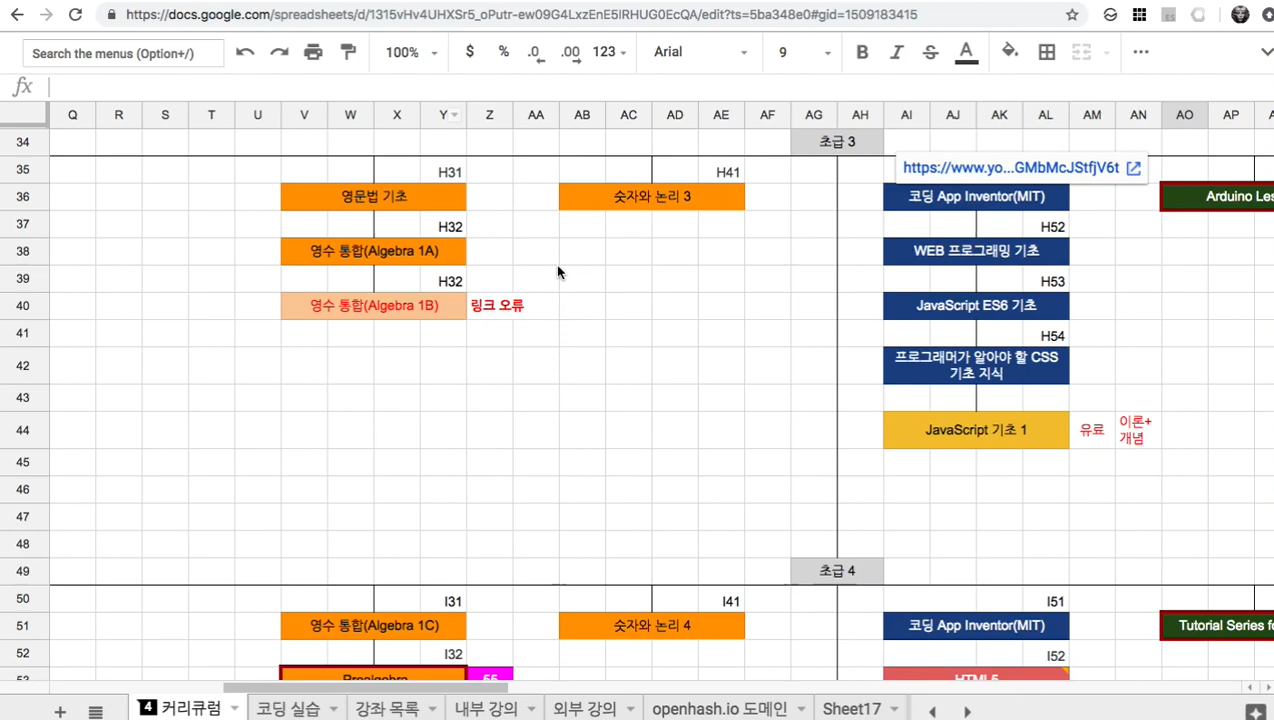 https://docs.google.com/spreadsheets/d/1315vHv4UHXSr5_oPutr-ew09G4LxzEnE5lRHUG0EcQA/edit?ts=5ba348e0#gid=1509183415
Search the menus (Option+/)
100%
$
%
.0
.00
123
Arial
9
B
I
S
A
fx
Q R S T U V W X Y Z AA AB AC AD AE AF AG AH AI AJ AK AL AM AN AO AP
34 초급 3
35 H31 H41 https://www.yo...GMbMcJStfjV6t
36 영문법 기초 숫자와 논리 3 코딩 App Inventor(MIT) Arduino Les
37 H32 H52
38 영수 통합(Algebra 1A) WEB 프로그래밍 기초
39 H32 H53
40 영수 통합(Algebra 1B) 링크 오류 JavaScript ES6 기초
41 H54
42 프로그래머가 알아야 할 CSS
기초 지식
43
44 JavaScript 기초 1 유료 이론+
개념
45
46
47
48
49 초급 4
50 I31 I41 I51
51 영수 통합(Algebra 1C) 숫자와 논리 4 코딩 App Inventor(MIT) Tutorial Series fo
52 I32 I52
53 Prealgebra 55 HTML5
4 커리큘럼 코딩 실습 강좌 목록 내부 강의 외부 강의 openhash.io 도메인 Sheet17